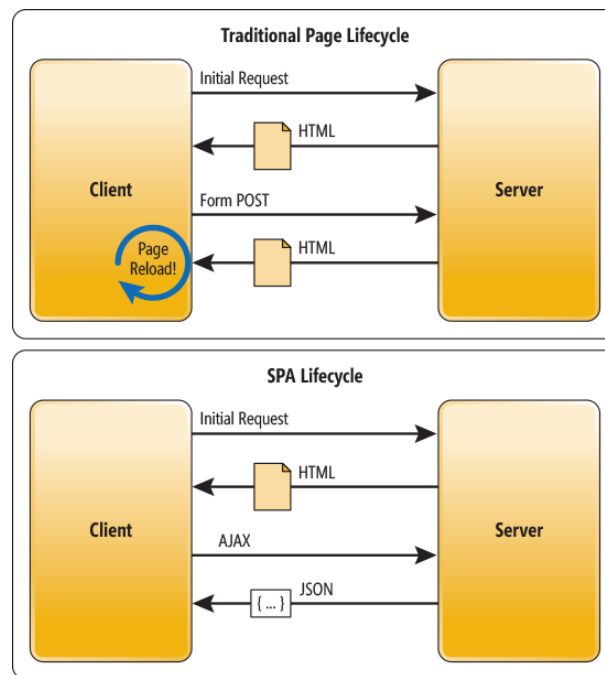 Traditional Page Lifecycle
Initial Request
HTML
Client
Server
Form POST
Page
Reload!
HTML
SPA Lifecycle
Initial Request
HTML
Client
Server
AJAX
JSON
{ ... }